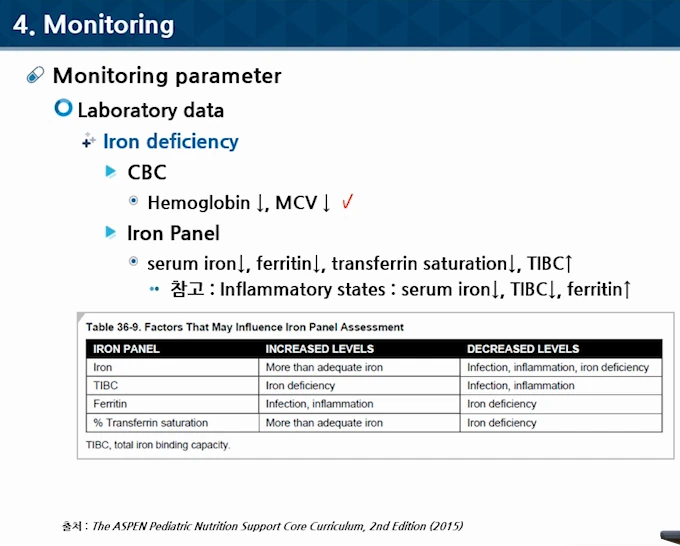 4. Monitoring
Monitoring parameter
Laboratory data
Iron deficiency
CBC
Hemoglobin ↓, MCV ↓ ✓
Iron Panel
serum iron↓, ferritin↓, transferrin saturation↓, TIBC↑
참고 : Inflammatory states : serum iron↓, TIBC↓, ferritin↑
Table 36-9. Factors That May Influence Iron Panel Assessment
IRON PANEL INCREASED LEVELS DECREASED LEVELS
Iron More than adequate iron Infection, inflammation, iron deficiency
TIBC Iron deficiency Infection, inflammation
Ferritin Infection, inflammation Iron deficiency
% Transferrin saturation More than adequate iron Iron deficiency
TIBC, total iron binding capacity.
출처 : The ASPEN Pediatric Nutrition Support Core Curriculum, 2nd Edition (2015)